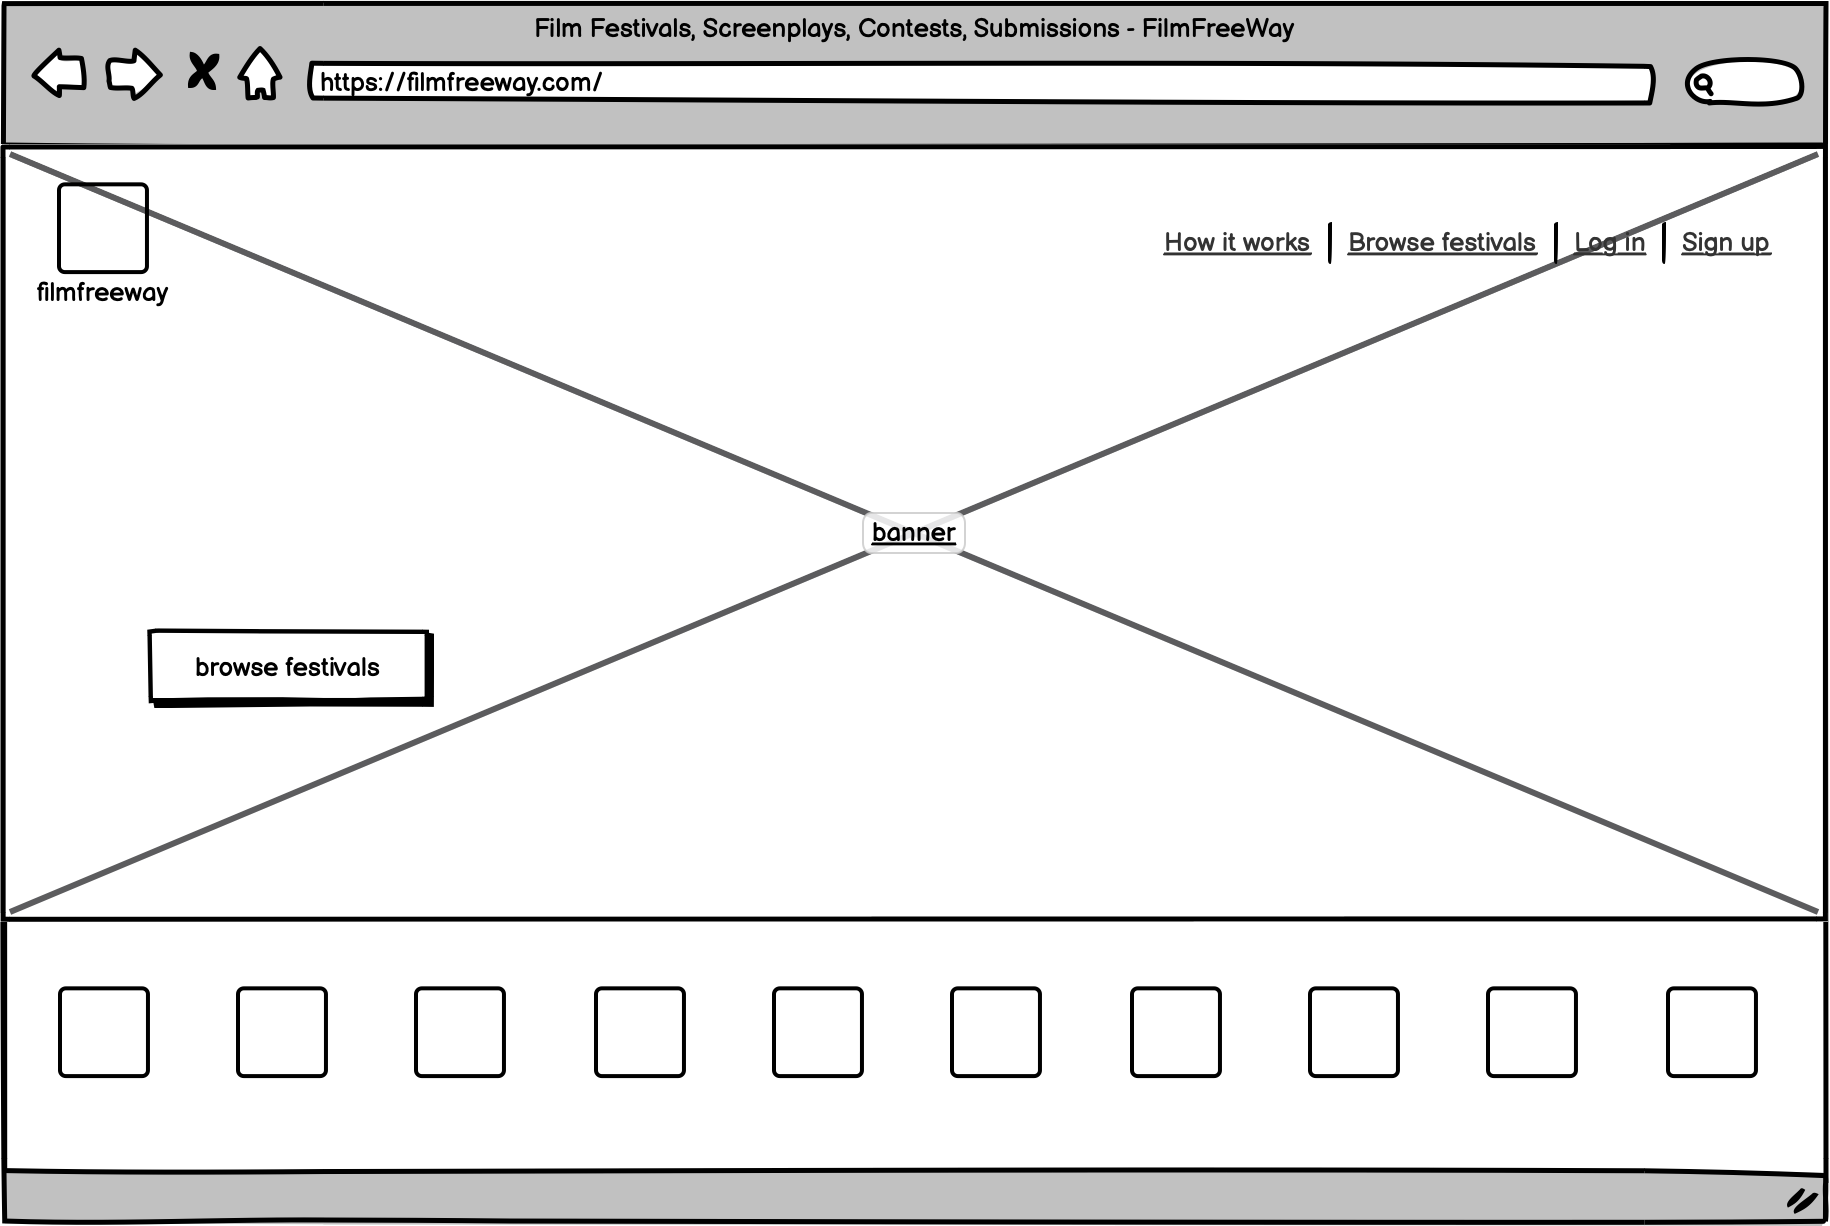 Film Festivals, Screenplays, Contests, Submissions - FilmFreeWay
https://filmfreeway.com/
How it works
Browse festivals
Log in
Sign up
filmfreeway
banner
browse festivals